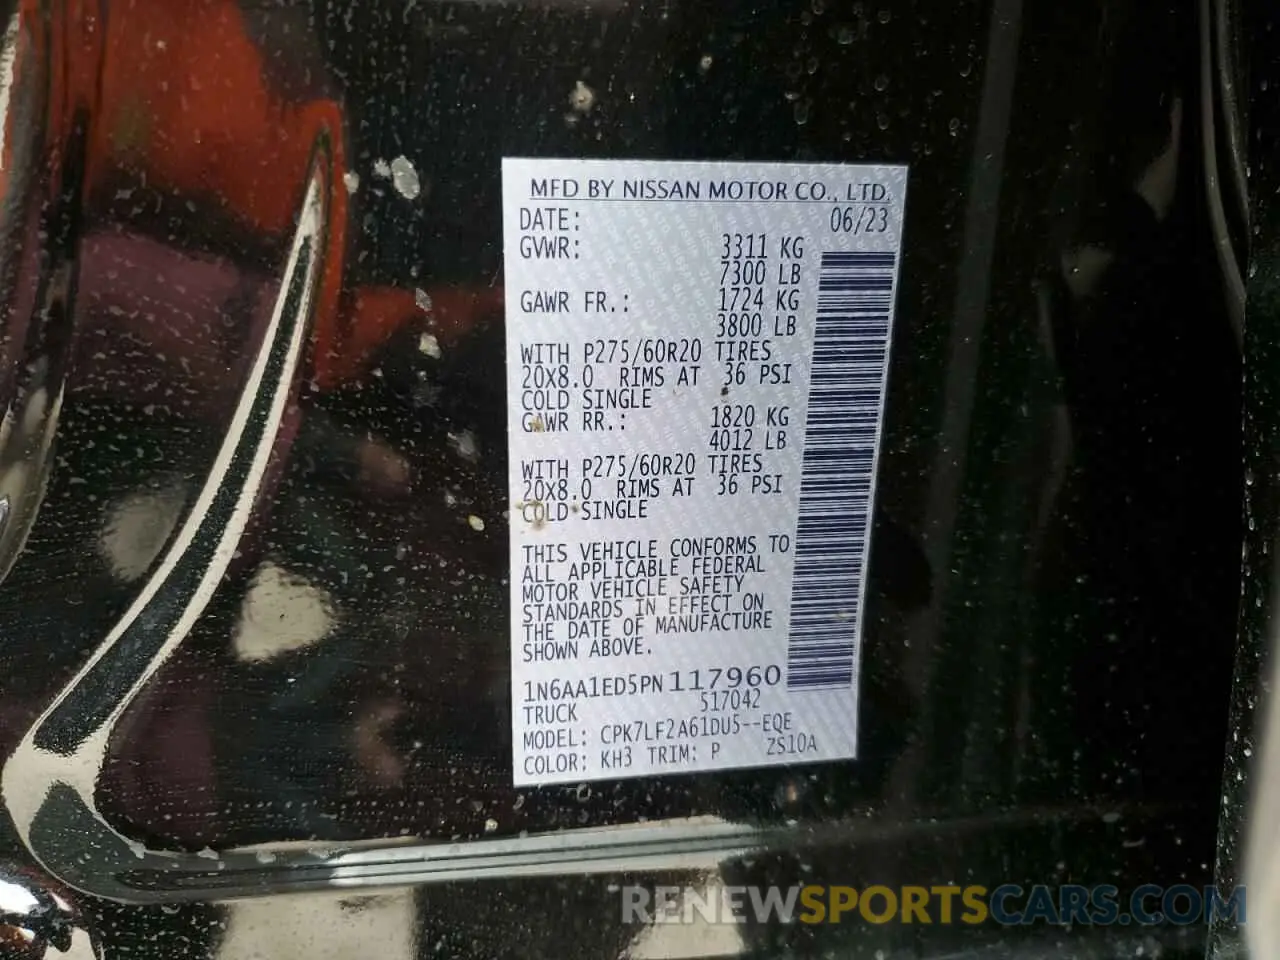 MFD BY NISSAN MOTOR CO., LTD.
DATE: 06/23
GVWR: 3311 KG
7300 LB
GAWR FR.: 1724 KG
3800 LB
WITH P275/60R20 TIRES
20X8.0 RIMS AT 36 PSI
COLD SINGLE
GAWR RR.: 1820 KG
4012 LB
WITH P275/60R20 TIRES
20X8.0 RIMS AT 36 PSI
COLD SINGLE
THIS VEHICLE CONFORMS TO
ALL APPLICABLE FEDERAL
MOTOR VEHICLE SAFETY
STANDARDS IN EFFECT ON
THE DATE OF MANUFACTURE
SHOWN ABOVE.
1N6AA1ED5PN117960
TRUCK 517042
MODEL: CPK7LF2A61DU5--EQE
COLOR: KH3 TRIM: P ZS10A
RENEWSPORTSCARS.COM